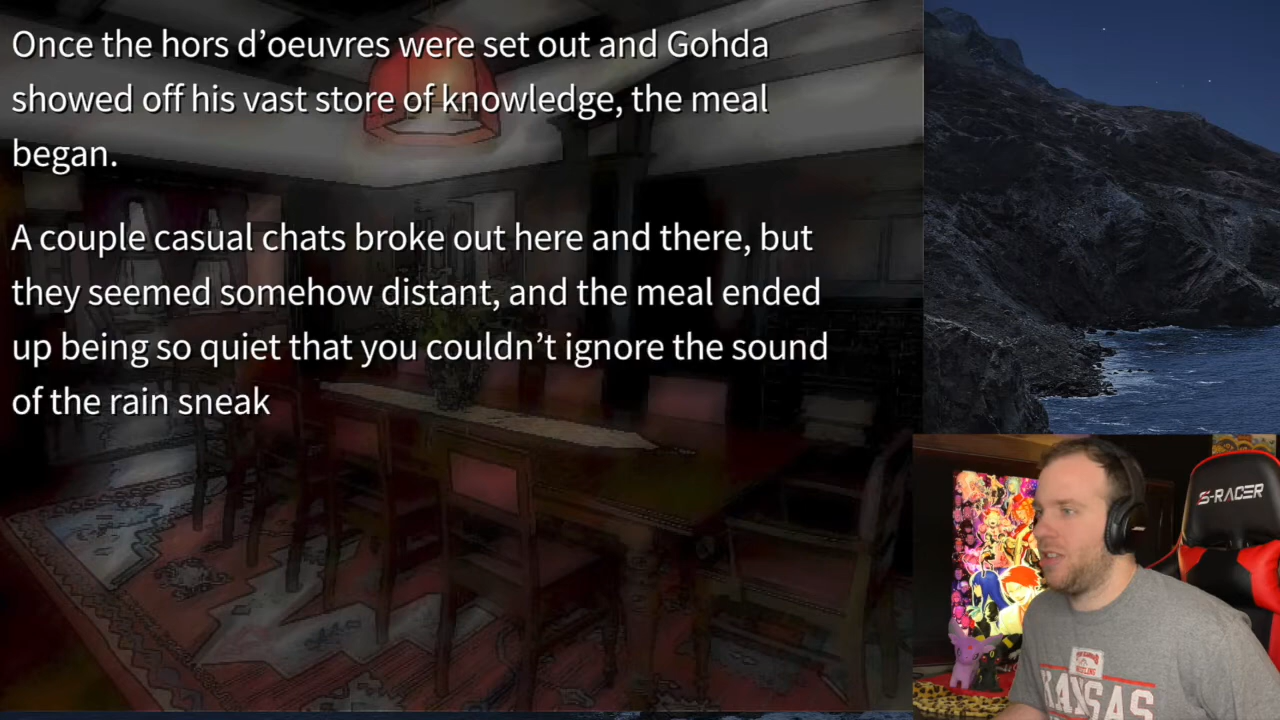 Once the hors d’oeuvres were set out and Gohda
showed off his vast store of knowledge, the meal
began.
A couple casual chats broke out here and there, but
they seemed somehow distant, and the meal ended
up being so quiet that you couldn’t ignore the sound
of the rain sneak
S-RACER
KANSAS